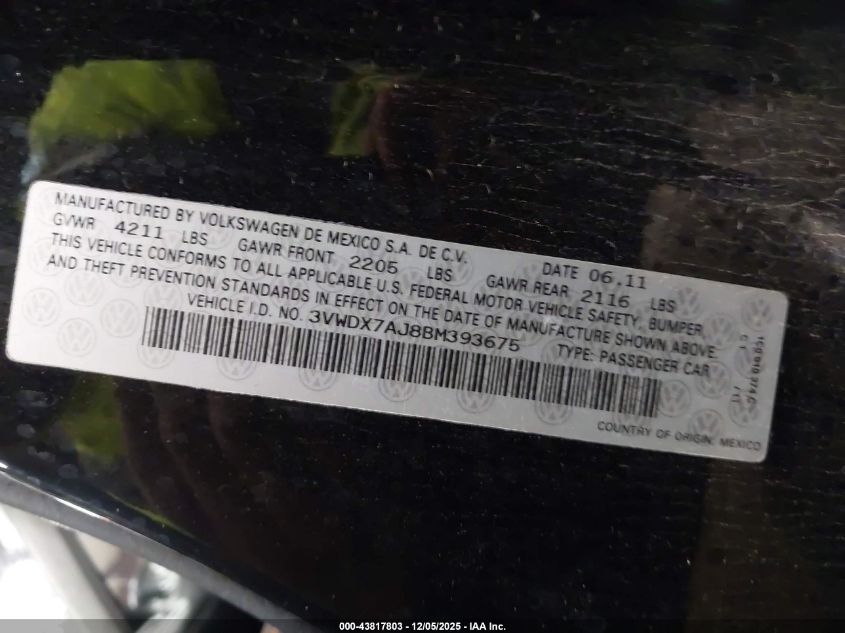 MANUFACTURED BY VOLKSWAGEN DE MEXICO S.A. DE C.V. DATE 06.11
GVWR 4211 LBS GAWR FRONT 2205 LBS GAWR REAR 2116 LBS
THIS VEHICLE CONFORMS TO ALL APPLICABLE U.S. FEDERAL MOTOR VEHICLE SAFETY, BUMPER,
AND THEFT PREVENTION STANDARDS IN EFFECT ON THE DATE OF MANUFACTURE SHOWN ABOVE.
VEHICLE I.D. NO. 3VWDX7AJ8BM393675 TYPE: PASSENGER CAR
COUNTRY OF ORIGIN: MEXICO
000-43817803 - 12/05/2025 - IAA Inc.